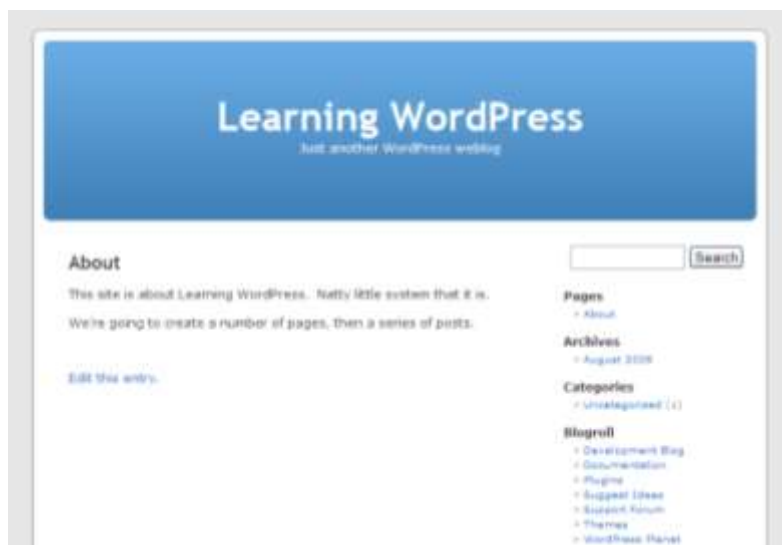 Learning WordPress
Just another WordPress weblog
About
This site is about Learning WordPress. Natty little system that it is.
We're going to create a number of pages, then a series of posts.
Edit this entry.
Search
Pages
About
Archives
August 2009
Categories
Uncategorized (1)
Blogroll
Development Blog
Documentation
Plugins
Suggest Ideas
Support Forum
Themes
WordPress Planet